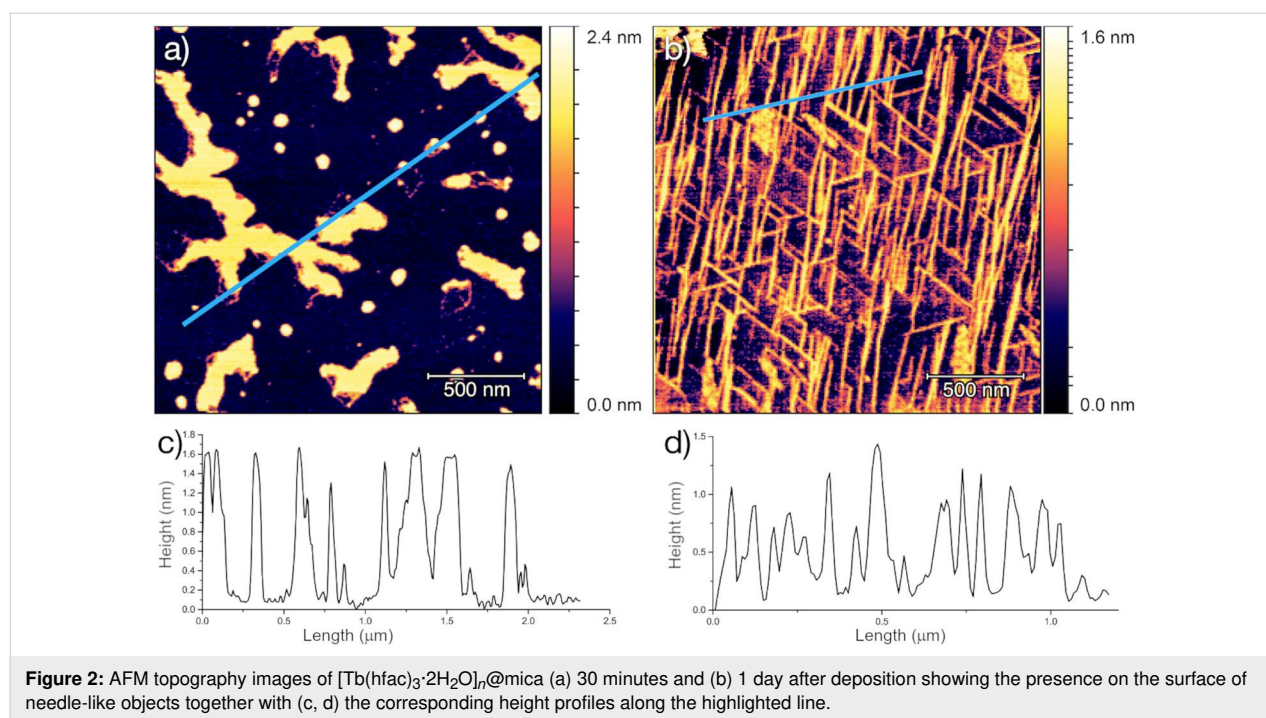 a)
2.4 nm
500 nm
0.0 nm
b)
1.6 nm
500 nm
0.0 nm
c)
1.8
1.6
1.4
1.2
1.0
0.8
0.6
0.4
0.2
0.0
Height (nm)
0.0 0.5 1.0 1.5 2.0 2.5
Length (μm)
d)
1.5
1.0
0.5
0.0
Height (nm)
0.0 0.5 1.0
Length (μm)
Figure 2: AFM topography images of [Tb(hfac)₃·2H₂O]ₙ@mica (a) 30 minutes and (b) 1 day after deposition showing the presence on the surface of
needle-like objects together with (c, d) the corresponding height profiles along the highlighted line.